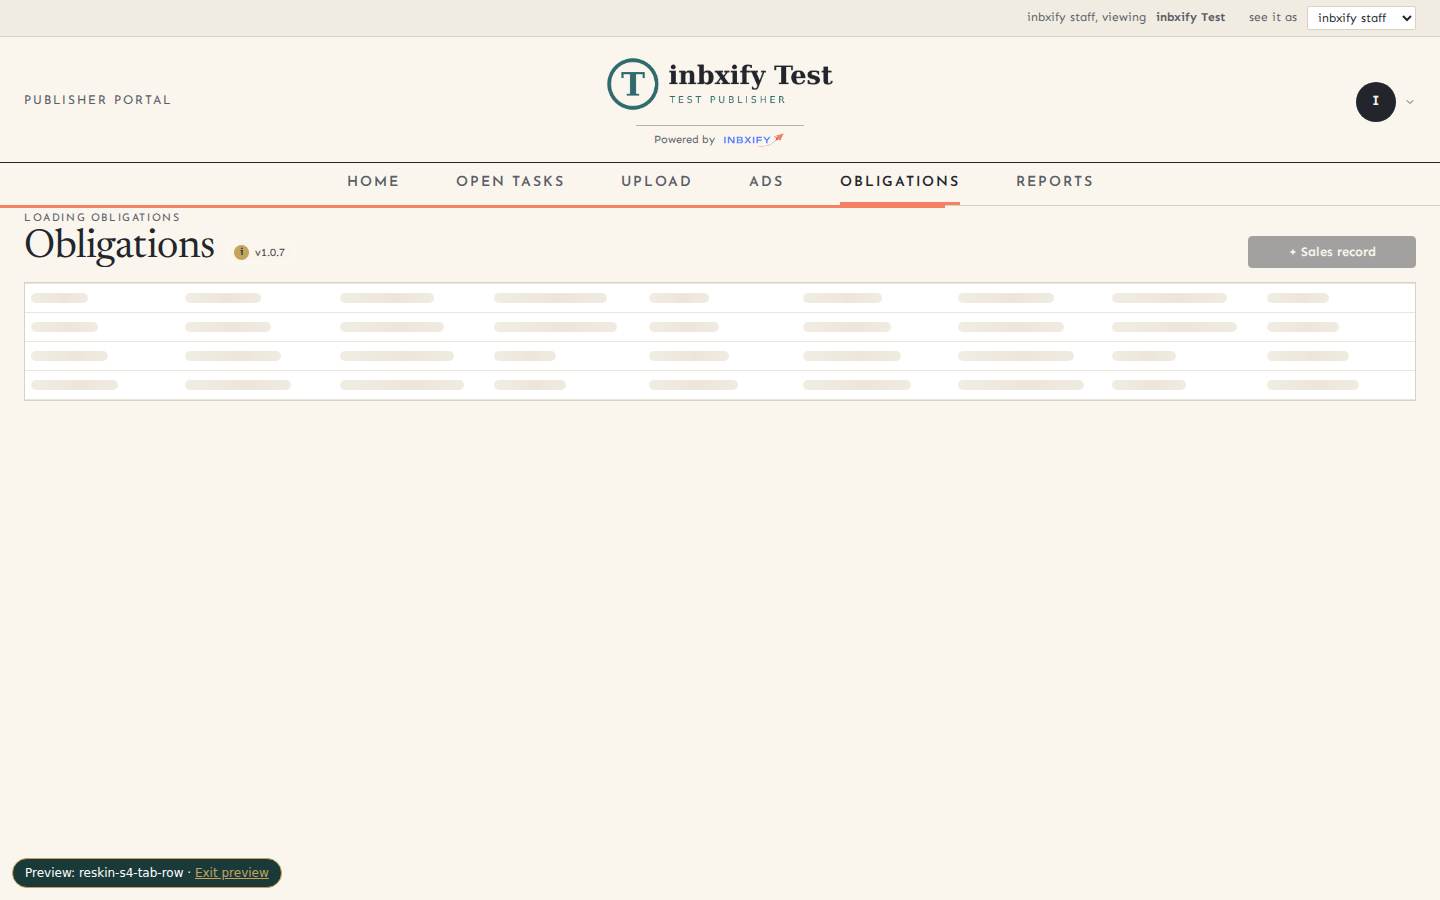 inbxify staff, viewing inbxify Test see it as inbxify staff
PUBLISHER PORTAL
T
inbxify Test
TEST PUBLISHER
Powered by INBXIFY
I
HOME OPEN TASKS UPLOAD ADS OBLIGATIONS REPORTS
LOADING OBLIGATIONS
Obligations
i v1.0.7
+ Sales record
Preview: reskin-s4-tab-row · Exit preview